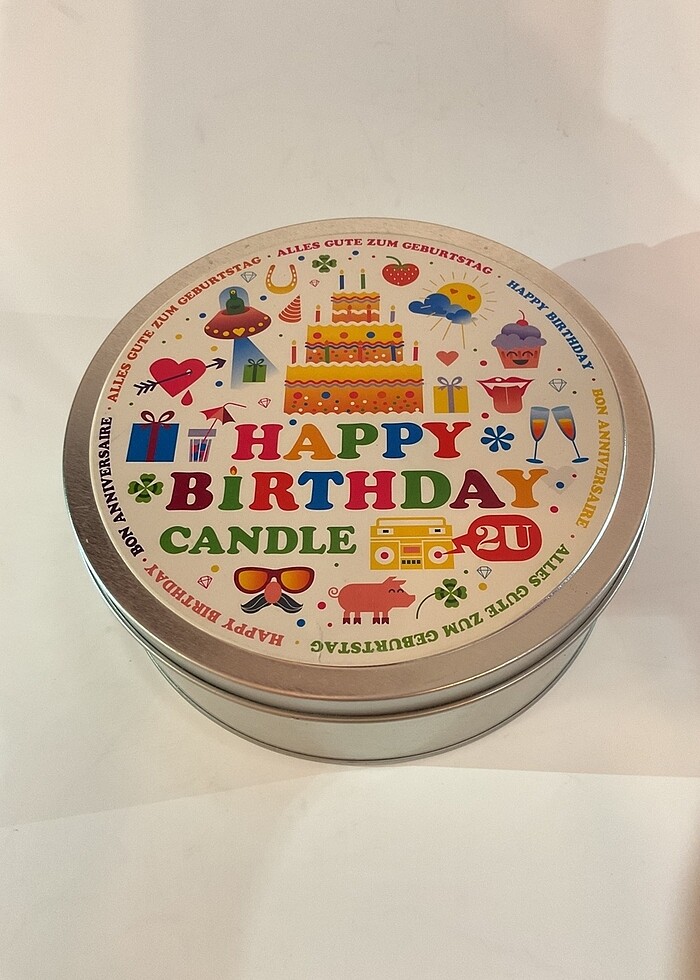 ALLES GUTE ZUM GEBURTSTAG · ALLES GUTE ZUM GEBURTSTAG · HAPPY BIRTHDAY · BON ANNIVERSAIRE · ALLES GUTE ZUM GEBURTSTAG · HAPPY BIRTHDAY · BON ANNIVERSAIRE ·
HAPPY
BIRTHDAY
CANDLE 2U